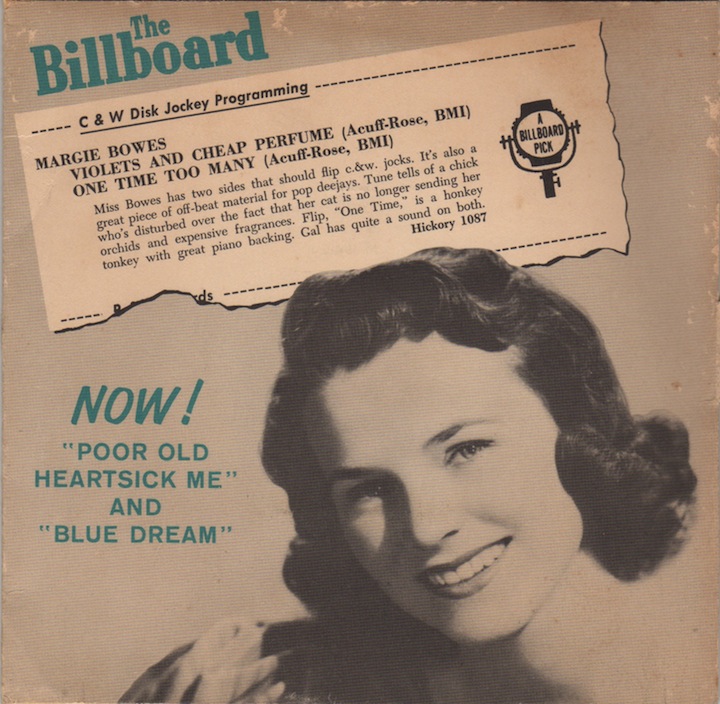 The
Billboard
C & W Disk Jockey Programming
MARGIE BOWES
VIOLETS AND CHEAP PERFUME (Acuff-Rose, BMI)
ONE TIME TOO MANY (Acuff-Rose, BMI)
Miss Bowes has two sides that should flip c.&w. jocks. It's also a
great piece of off-beat material for pop deejays. Tune tells of a chick
who's disturbed over the fact that her cat is no longer sending her
orchids and expensive fragrances. Flip, "One Time," is a honkey
tonkey with great piano backing. Gal has quite a sound on both.
Hickory 1087
A
BILLBOARD
PICK
NOW!
"POOR OLD
HEARTSICK ME"
AND
"BLUE DREAM"